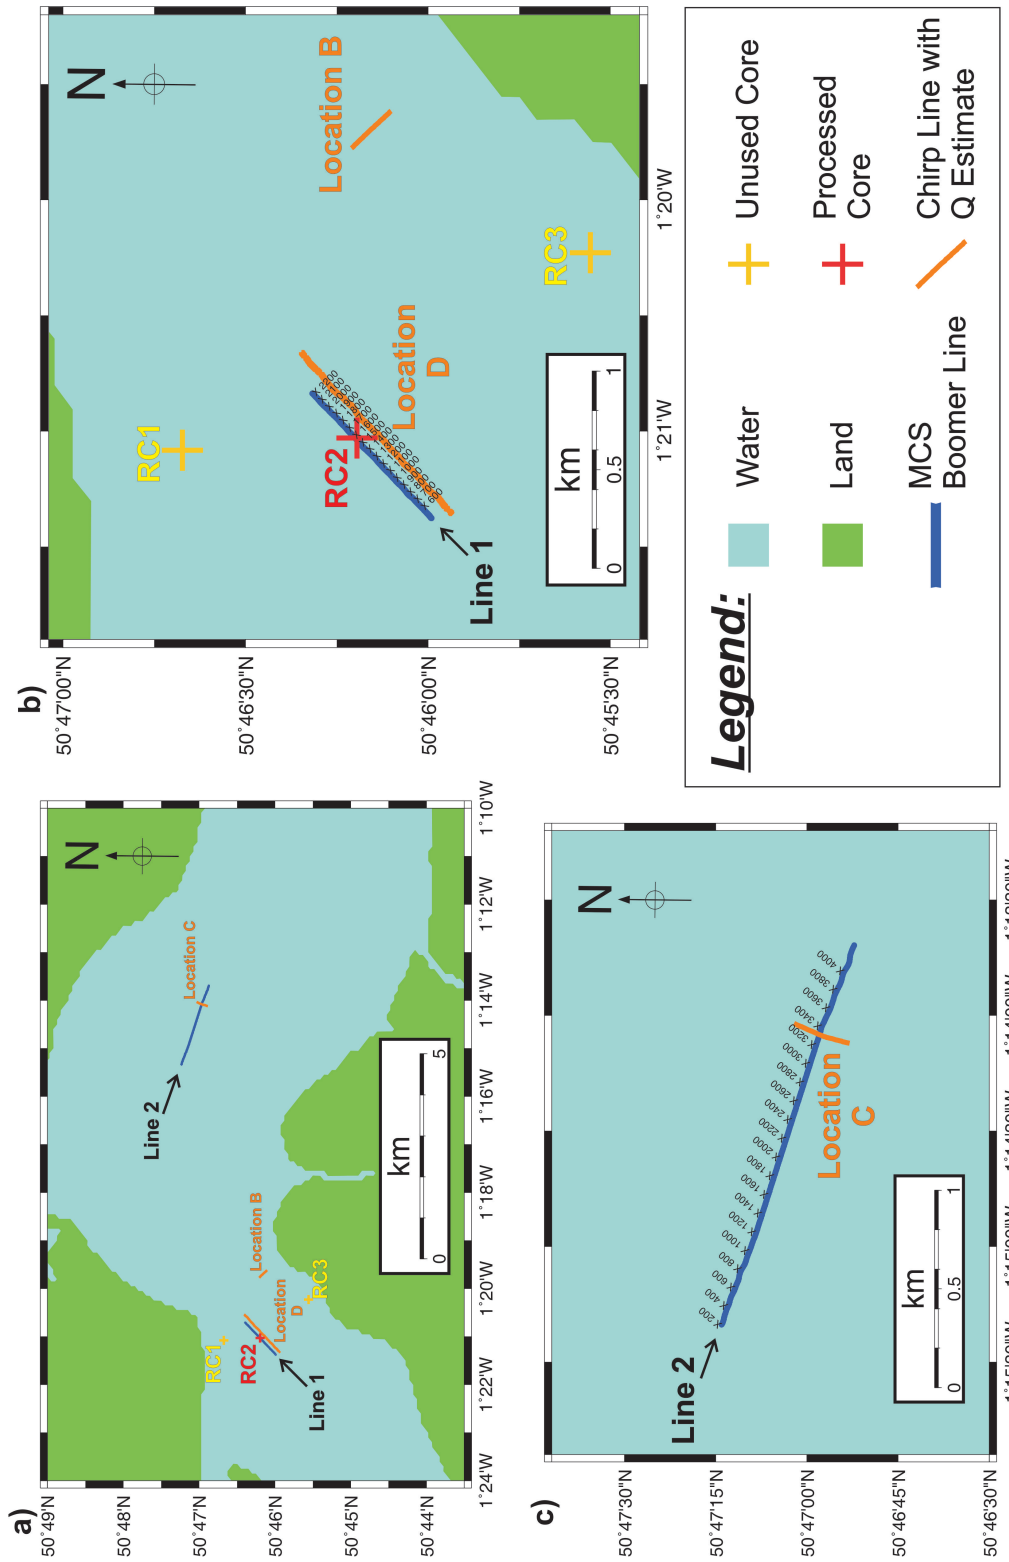 a)
N
50°49'N
50°48'N
50°47'N
50°46'N
50°45'N
50°44'N
1°24'W
1°22'W
1°20'W
1°18'W
1°16'W
1°14'W
1°12'W
1°10'W
RC1
RC2
RC3
Line 1
Line 2
Location B
Location C
Location
D
km
0
5
b)
N
50°47'00"N
50°46'30"N
50°46'00"N
50°45'30"N
1°21'W
1°20'W
RC1
RC2
RC3
Line 1
Location B
Location
D
km
0
0.5
1
c)
N
50°47'30"N
50°47'15"N
50°47'00"N
50°46'45"N
50°46'30"N
Line 2
200
400
600
800
1000
1200
1400
1600
1800
2000
2200
2400
2600
2800
3000
3200
3400
3600
3800
4000
Location
C
km
0
0.5
1
Legend:
Water
Land
MCS
Boomer Line
Unused Core
Processed
Core
Chirp Line with
Q Estimate